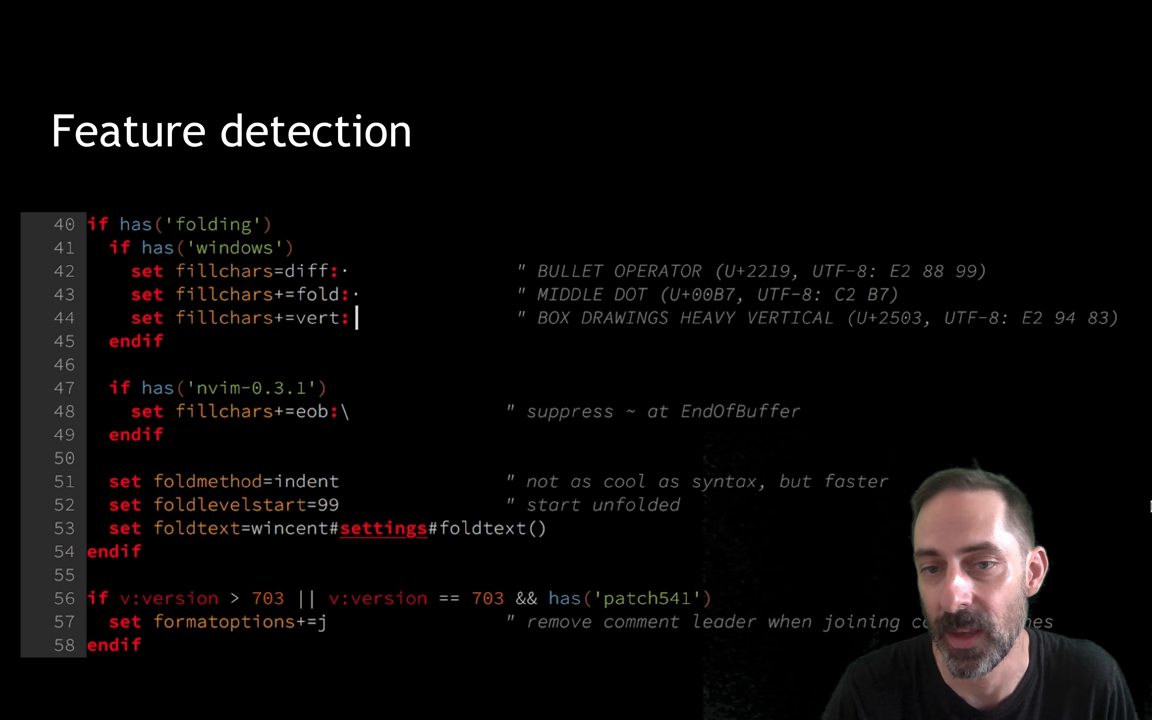 Feature detection
40 if has('folding')
41   if has('windows')
42     set fillchars=diff:∙                " BULLET OPERATOR (U+2219, UTF-8: E2 88 99)
43     set fillchars+=fold:·               " MIDDLE DOT (U+00B7, UTF-8: C2 B7)
44     set fillchars+=vert:┃               " BOX DRAWINGS HEAVY VERTICAL (U+2503, UTF-8: E2 94 83)
45   endif
46
47   if has('nvim-0.3.1')
48     set fillchars+=eob:\               " suppress ~ at EndOfBuffer
49   endif
50
51   set foldmethod=indent               " not as cool as syntax, but faster
52   set foldlevelstart=99               " start unfolded
53   set foldtext=wincent#settings#foldtext()
54 endif
55
56 if v:version > 703 || v:version == 703 && has('patch541')
57   set formatoptions+=j                " remove comment leader when joining
58 endif